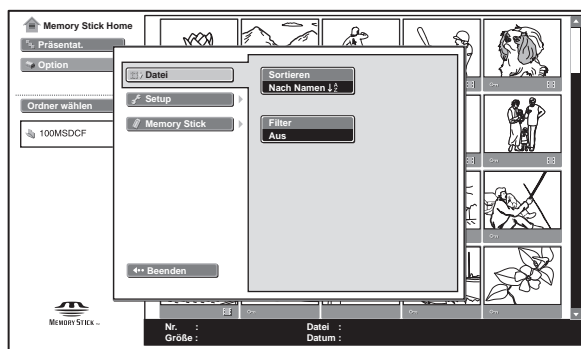 Memory Stick Home
Präsentat.
Option
Ordner wählen
100MSDCF
Datei
Setup
Memory Stick
Beenden
Sortieren
Nach Namen
Filter
Aus
MEMORY STICK ™
Nr. :
Größe :
Datei :
Datum :